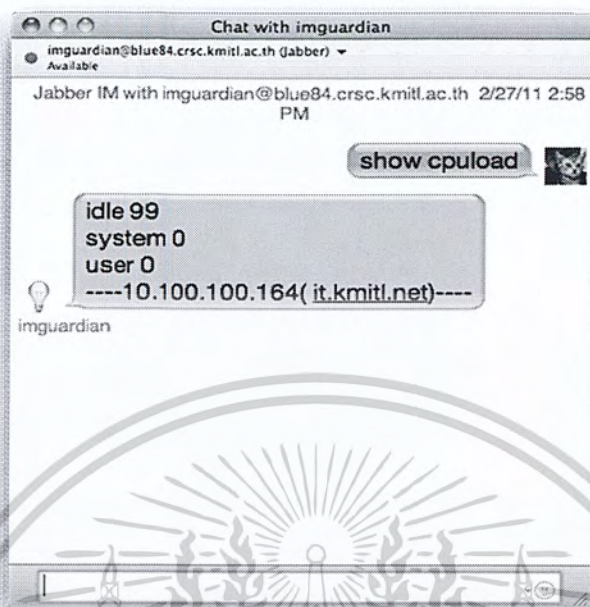 Chat with imguardian
imguardian@blue84.crsc.kmitl.ac.th (Jabber)
Available
Jabber IM with imguardian@blue84.crsc.kmitl.ac.th 2/27/11 2:58
PM
show cpuload
idle 99
system 0
user 0
----10.100.100.164( it.kmitl.net)----
imguardian